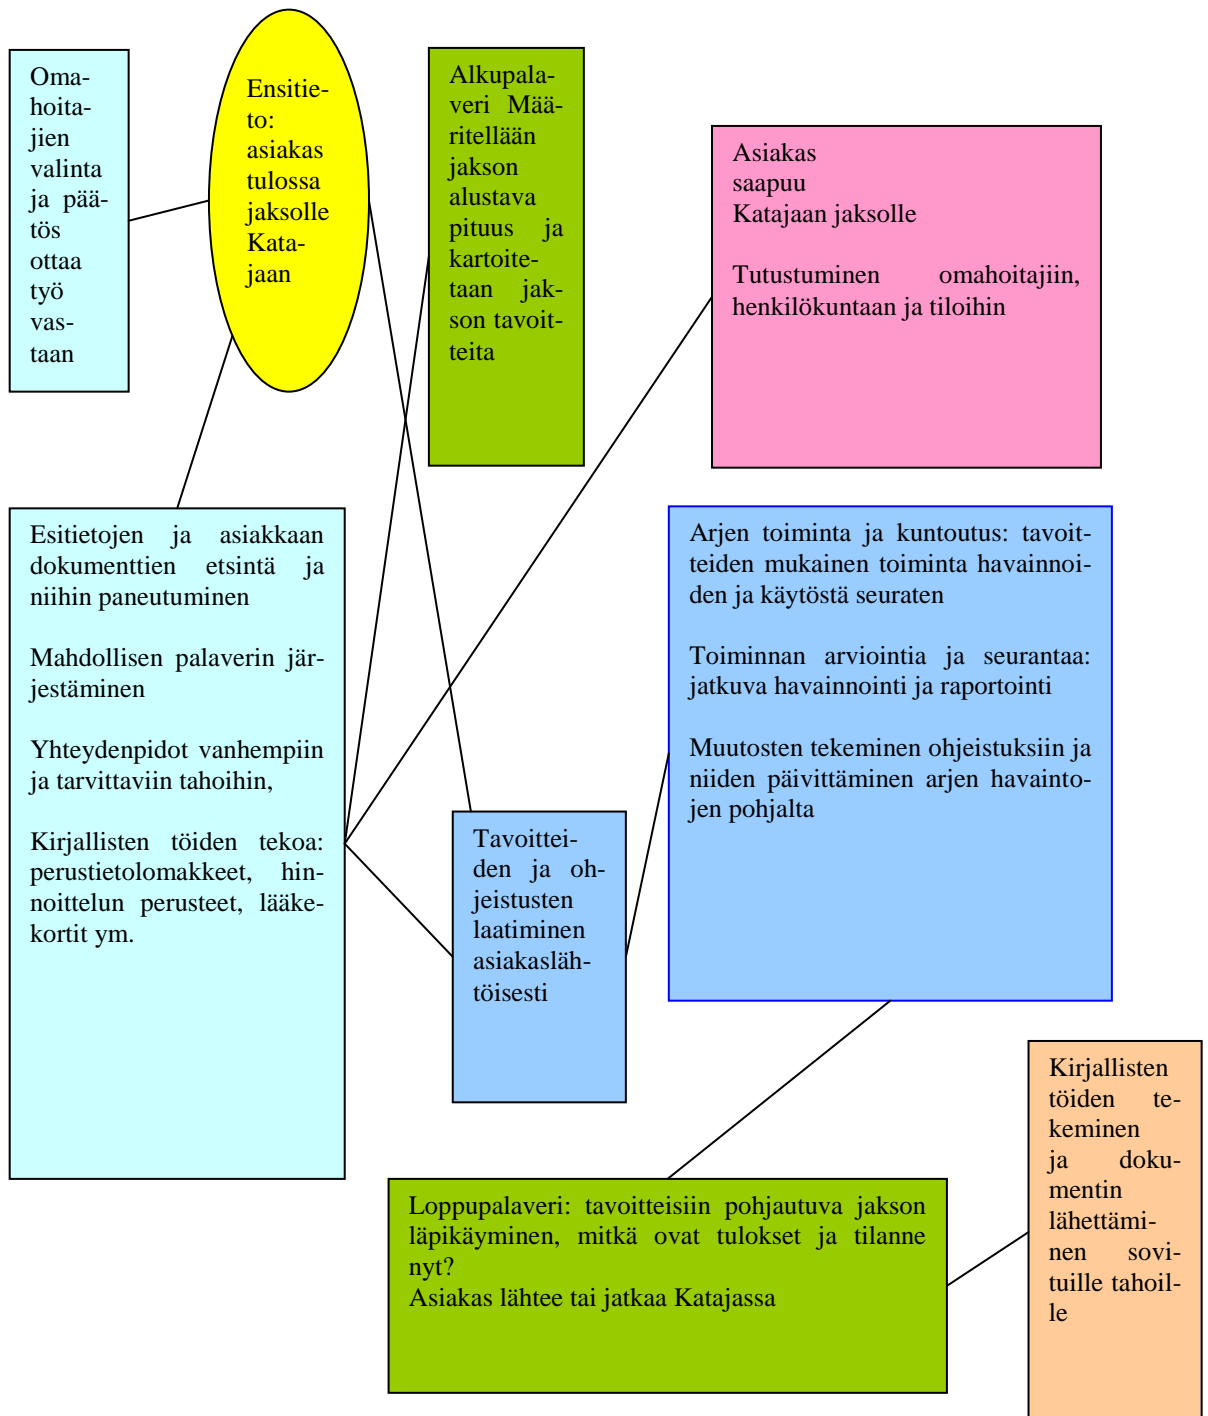 Oma-
hoita-
jien
valinta
ja pää-
tös
ottaa
työ
vas-
taan
Ensitie-
to:
asiakas
tulossa
jaksolle
Kata-
jaan
Alkupala-
veri Mää-
ritellään
jakson
alustava
pituus ja
kartoite-
taan jak-
son tavoit-
teita
Asiakas
saapuu
Katajaan jaksolle
Tutustuminen omahoitajiin,
henkilökuntaan ja tiloihin
Esitietojen ja asiakkaan
dokumenttien etsintä ja
niihin paneutuminen
Mahdollisen palaverin jär-
jestäminen
Yhteydenpidot vanhempiin
ja tarvittaviin tahoihin,
Kirjallisten töiden tekoa:
perustietolomakkeet, hin-
noittelun perusteet, lääke-
kortit ym.
Tavoittei-
den ja oh-
jeistusten
laatiminen
asiakasläh-
töisesti
Arjen toiminta ja kuntoutus: tavoit-
teiden mukainen toiminta havainnoi-
den ja käytöstä seuraten
Toiminnan arviointia ja seurantaa:
jatkuva havainnointi ja raportointi
Muutosten tekeminen ohjeistuksiin ja
niiden päivittäminen arjen havainto-
jen pohjalta
Loppupalaveri: tavoitteisiin pohjautuva jakson
läpikäyminen, mitkä ovat tulokset ja tilanne
nyt?
Asiakas lähtee tai jatkaa Katajassa
Kirjallisten
töiden te-
keminen
ja doku-
mentin
lähettämi-
nen sovi-
tuille tahoil-
le